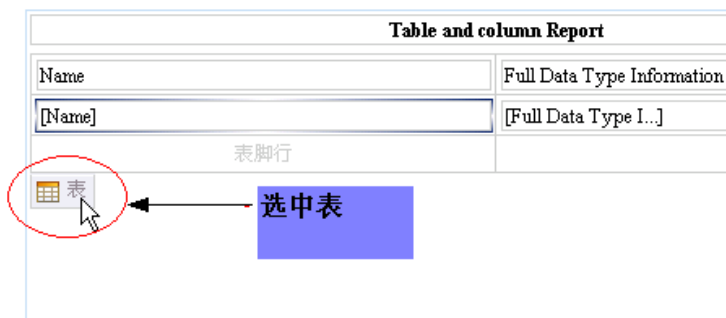 Table and column Report
Name Full Data Type Information
[Name] [Full Data Type I...]
表脚行
表
选中表